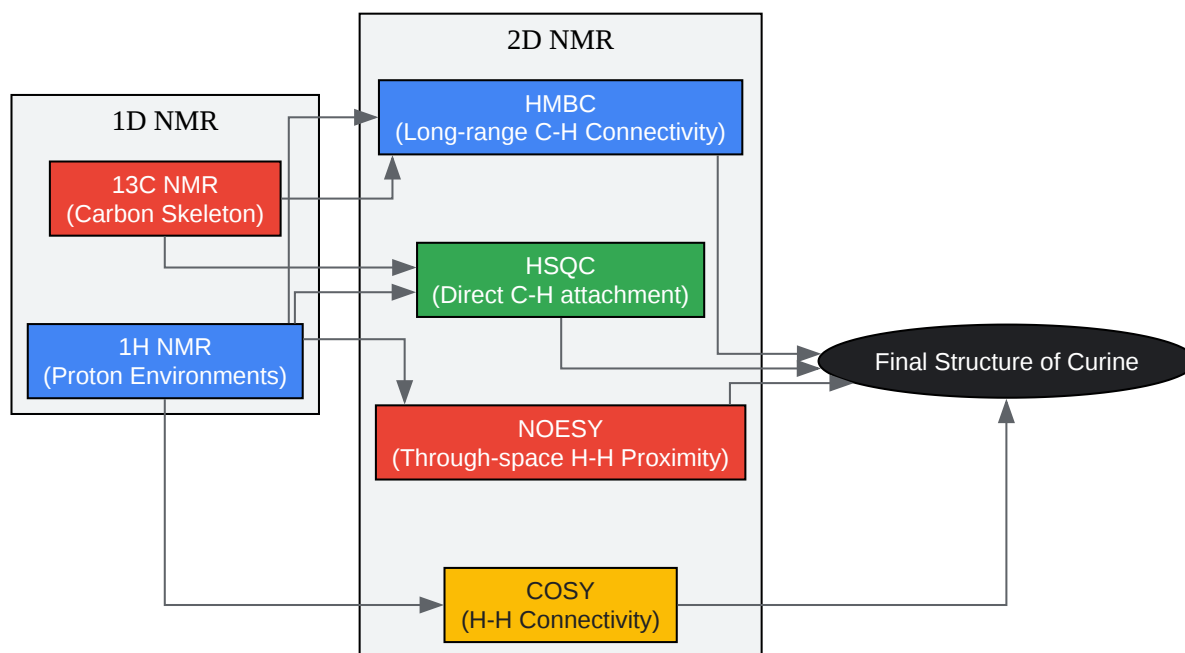 1D NMR
13C NMR
(Carbon Skeleton)
1H NMR
(Proton Environments)
2D NMR
HMBC
(Long-range C-H Connectivity)
HSQC
(Direct C-H attachment)
NOESY
(Through-space H-H Proximity)
COSY
(H-H Connectivity)
Final Structure of Curine